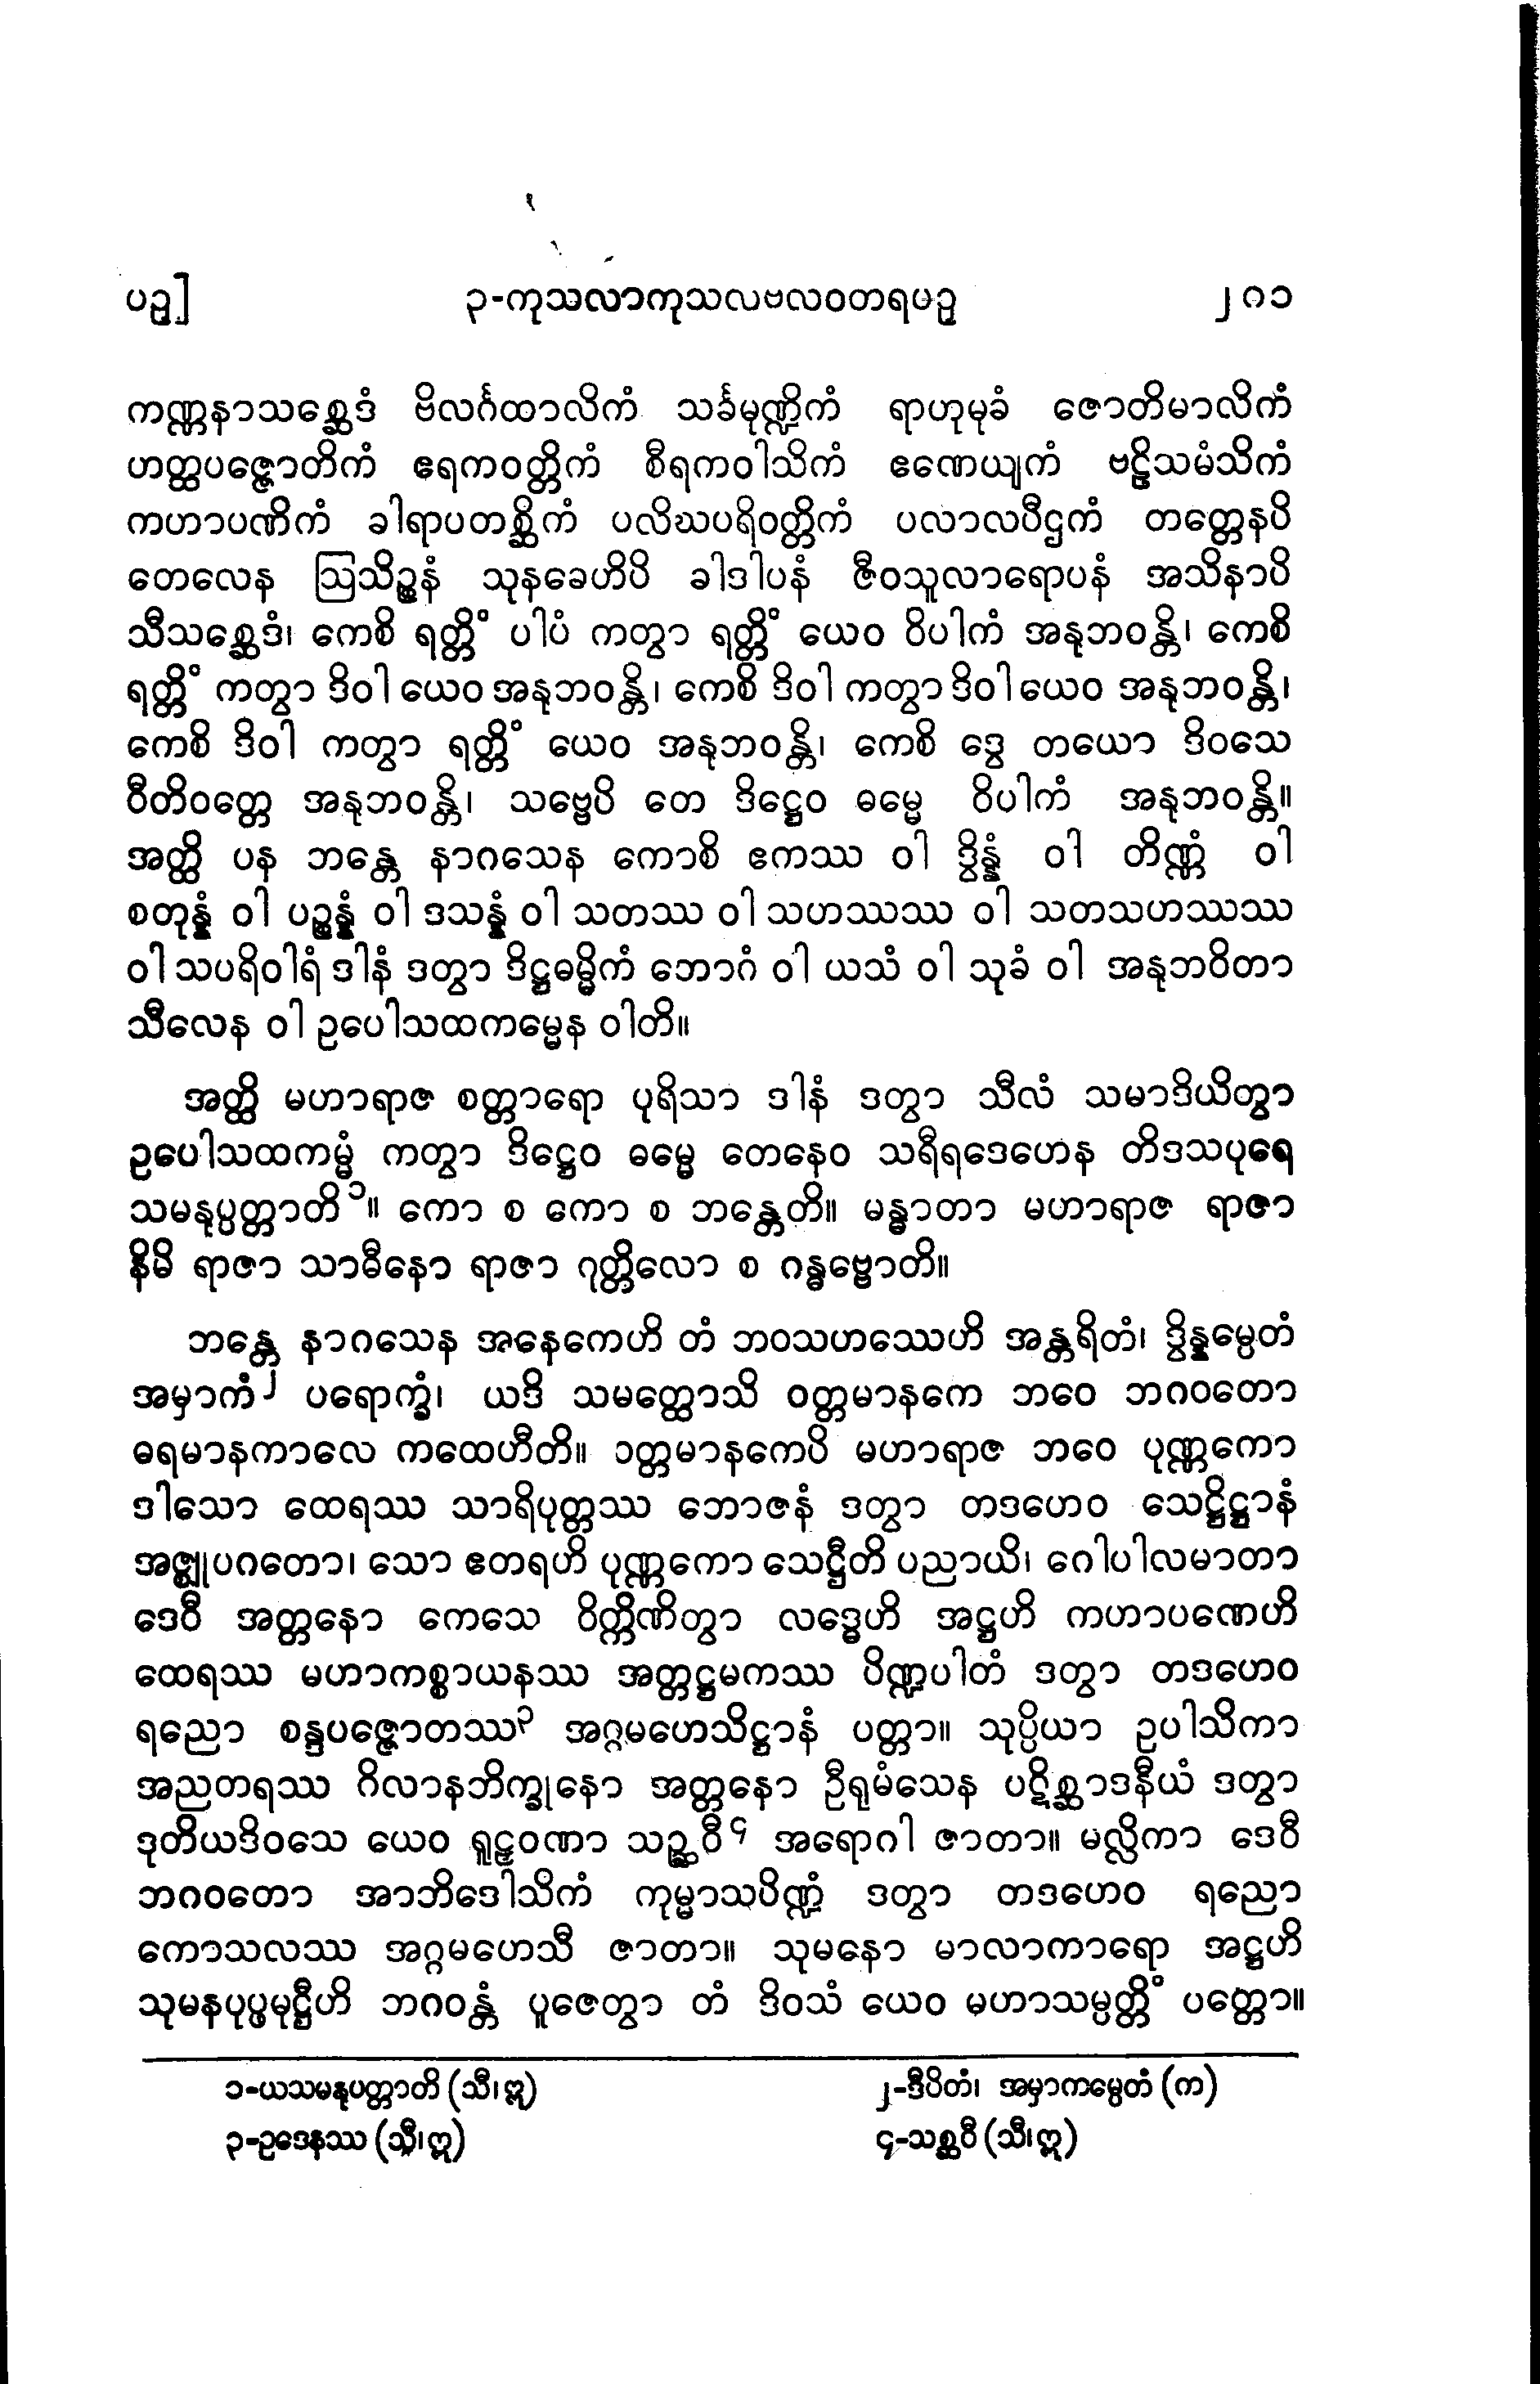 ပဉှ] ၃-ကုသလာကုသလဗလဝတရပဉှ ၂၈၁
ကဏ္ဏနာသစ္ဆေဒံ ဗိလင်္ဂထာလိကံ သင်္ခမုဏ္ဍိကံ ရာဟုမုခံ ဇောတိမာလိကံ
ဟတ္ထပဇ္ဇောတိကံ ဧရကဝတ္တိကံ စီရကဝါသိကံ ဧဏေယျကံ ဗဠိသမံသိကံ
ကဟာပဏိကံ ခါရာပတစ္ဆိကံ ပလိဃပရိဝတ္တိကံ ပလာလပီဌကံ တတ္တေနပိ
တေလေန ဩသိဉ္စနံ သုနခေဟိပိ ခါဒါပနံ ဇီဝသူလာရောပနံ အသိနာပိ
သီသစ္ဆေဒံ၊ ကေစိ ရတ္တိံ ပါပံ ကတွာ ရတ္တိံ ယေဝ ဝိပါကံ အနုဘဝန္တိ၊ ကေစိ
ရတ္တိံ ကတွာ ဒိဝါ ယေဝ အနုဘဝန္တိ၊ ကေစိ ဒိဝါ ကတွာ ဒိဝါ ယေဝ အနုဘဝန္တိ၊
ကေစိ ဒိဝါ ကတွာ ရတ္တိံ ယေဝ အနုဘဝန္တိ၊ ကေစိ ဒွေ တယော ဒိဝသေ
ဝီတိဝတ္တေ အနုဘဝန္တိ၊ သဗ္ဗေပိ တေ ဒိဋ္ဌေဝ ဓမ္မေ ဝိပါကံ အနုဘဝန္တိ။
အတ္ထိ ပန ဘန္တေ နာဂသေန ကောစိ ဧကဿ ဝါ ဒွိန္နံ ဝါ တိဏ္ဏံ ဝါ
စတုန္နံ ဝါ ပဉ္စန္နံ ဝါ ဒသန္နံ ဝါ သတဿ ဝါ သဟဿဿ ဝါ သတသဟဿဿ
ဝါ သပရိဝါရံ ဒါနံ ဒတွာ ဒိဋ္ဌဓမ္မိကံ ဘောဂံ ဝါ ယသံ ဝါ သုခံ ဝါ အနုဘဝိတာ
သီလေန ဝါ ဥပေါသထကမ္မေန ဝါတိ။
အတ္ထိ မဟာရာဇ စတ္တာရော ပုရိသာ ဒါနံ ဒတွာ သီလံ သမာဒိယိတွာ
ဥပေါသထကမ္မံ ကတွာ ဒိဋ္ဌေဝ ဓမ္မေ တေနေဝ သရီရဒေဟေန တိဒသပုရေ
သမနုပ္ပတ္တာတိ၁။ ကော စ ကော စ ဘန္တေတိ။ မန္ဓာတာ မဟာရာဇ ရာဇာ
နိမိ ရာဇာ သာဓီနော ရာဇာ ဂုတ္တိလော စ ဂန္ဓဗ္ဗောတိ။
ဘန္တေ နာဂသေန အနေကေဟိ တံ ဘဝသဟဿေဟိ အန္တရိတံ၊ ဒွိန္နမ္ပေတံ
အမှာကံ၂ ပရောက္ခံ၊ ယဒိ သမတ္ထောသိ ဝတ္တမာနကေ ဘဝေ ဘဂဝတော
ဓရမာနကာလေ ကထေဟီတိ။ ဝတ္တမာနကေပိ မဟာရာဇ ဘဝေ ပုဏ္ဏကော
ဒါသော ထေရဿ သာရိပုတ္တဿ ဘောဇနံ ဒတွာ တဒဟေဝ သေဋ္ဌိဋ္ဌာနံ
အဇ္ဈုပဂတော၊ သော ဧတရဟိ ပုဏ္ဏကော သေဋ္ဌီတိ ပညာယိ၊ ဂေါပါလမာတာ
ဒေဝီ အတ္တနော ကေသေ ဝိက္ကိဏိတွာ လဒ္ဓေဟိ အဋ္ဌဟိ ကဟာပဏေဟိ
ထေရဿ မဟာကစ္စာယနဿ အတ္တဋ္ဌမကဿ ပိဏ္ဍပါတံ ဒတွာ တဒဟေဝ
ရညော စန္ဒပဇ္ဇောတဿ၃ အဂ္ဂမဟေသိဋ္ဌာနံ ပတ္တာ။ သုပ္ပိယာ ဥပါသိကာ
အညတရဿ ဂိလာနဘိက္ခုနော အတ္တနော ဦရုမံသေန ပဋိစ္ဆာဒနီယံ ဒတွာ
ဒုတိယဒိဝသေ ယေဝ ရူဠှဝဏာ သဉ္ဆဝီ၄ အရောဂါ ဇာတာ။ မလ္လိကာ ဒေဝီ
ဘဂဝတော အာဘိဒေါသိကံ ကုမ္မာသပိဏ္ဍံ ဒတွာ တဒဟေဝ ရညော
ကောသလဿ အဂ္ဂမဟေသီ ဇာတာ။ သုမနော မာလာကာရော အဋ္ဌဟိ
သုမနပုပ္ဖမုဋ္ဌီဟိ ဘဂဝန္တံ ပူဇေတွာ တံ ဒိဝသံ ယေဝ မဟာသမ္ပတ္တိံ ပတ္တော။
၁-ယသမနုပတ္တာတိ (သီ၊ဣ) ၂-ဒီပိတံ၊ အမှာကမ္ပေတံ (က)
၃-ဥဒေနဿ (သီ၊ဣ) ၄-သစ္ဆဝီ (သီ၊ဣ)